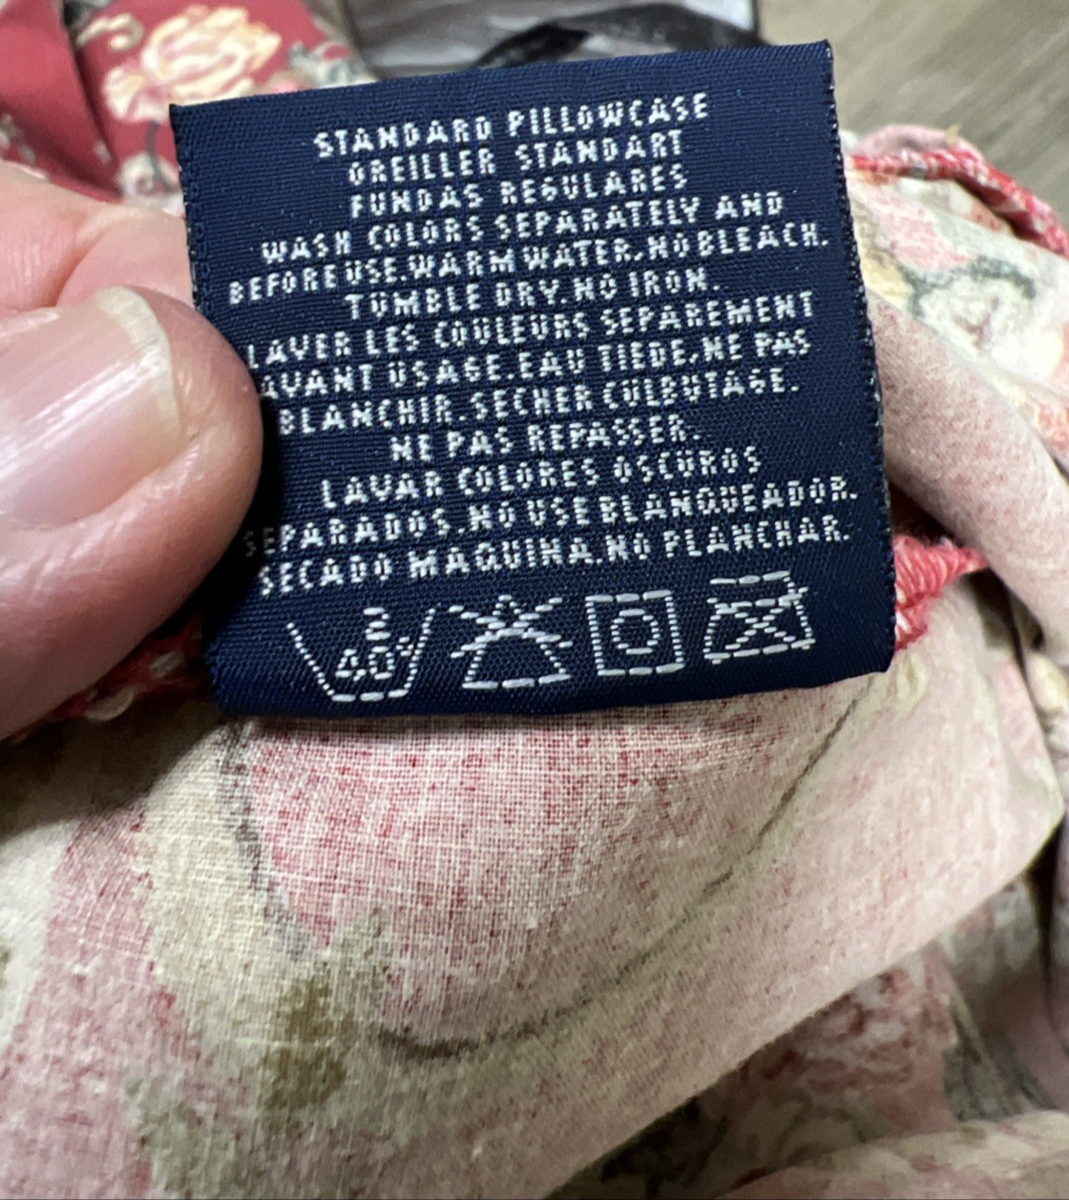 STANDARD PILLOWCASE
OREILLER STANDART
FUNDAS REGULARES
WASH COLORS SEPARATELY AND
BEFORE USE.WARM WATER.NO BLEACH.
TUMBLE DRY.NO IRON.
LAVER LES COULEURS SEPAREMENT
AVANT USAGE.EAU TIEDE.NE PAS
BLANCHIR.SECHER CULBUTAGE.
NE PAS REPASSER.
LAVAR COLORES OSCUROS
SEPARADOS.NO USE BLANQUEADOR.
SECADO MAQUINA.NO PLANCHAR.
40